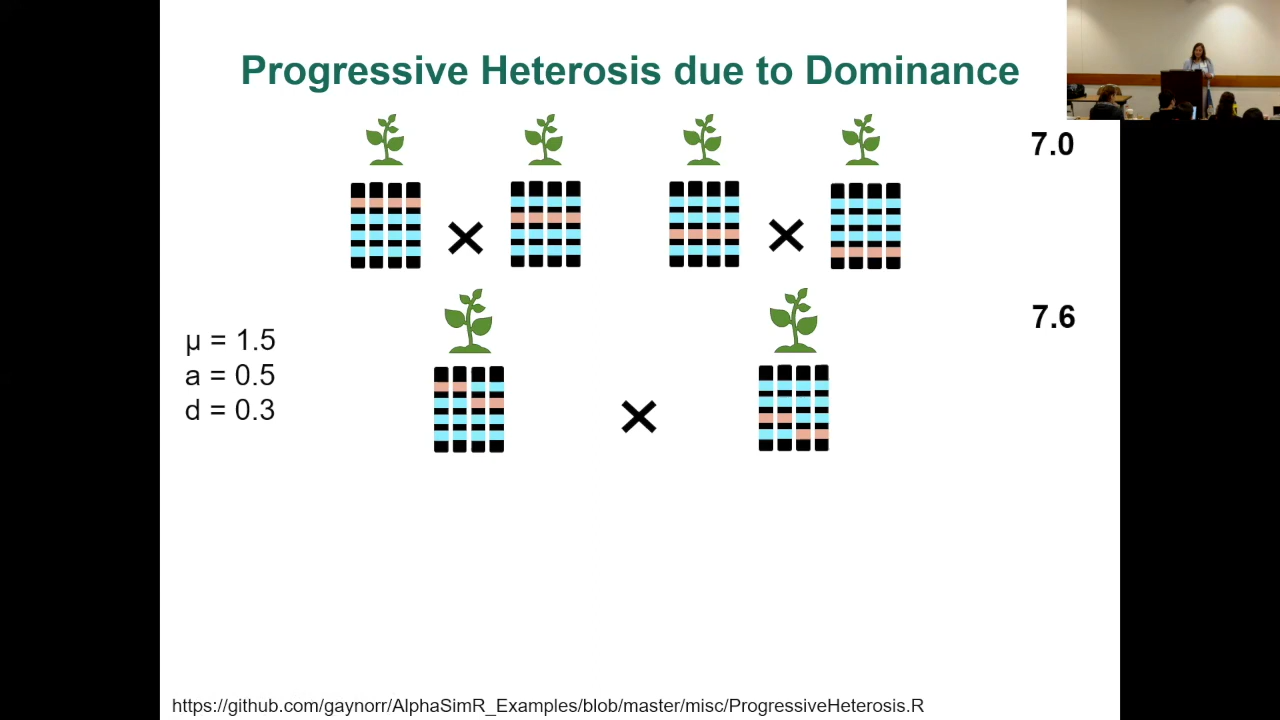 Progressive Heterosis due to Dominance
7.0
7.6
μ = 1.5
a = 0.5
d = 0.3
https://github.com/gaynorr/AlphaSimR_Examples/blob/master/misc/ProgressiveHeterosis.R